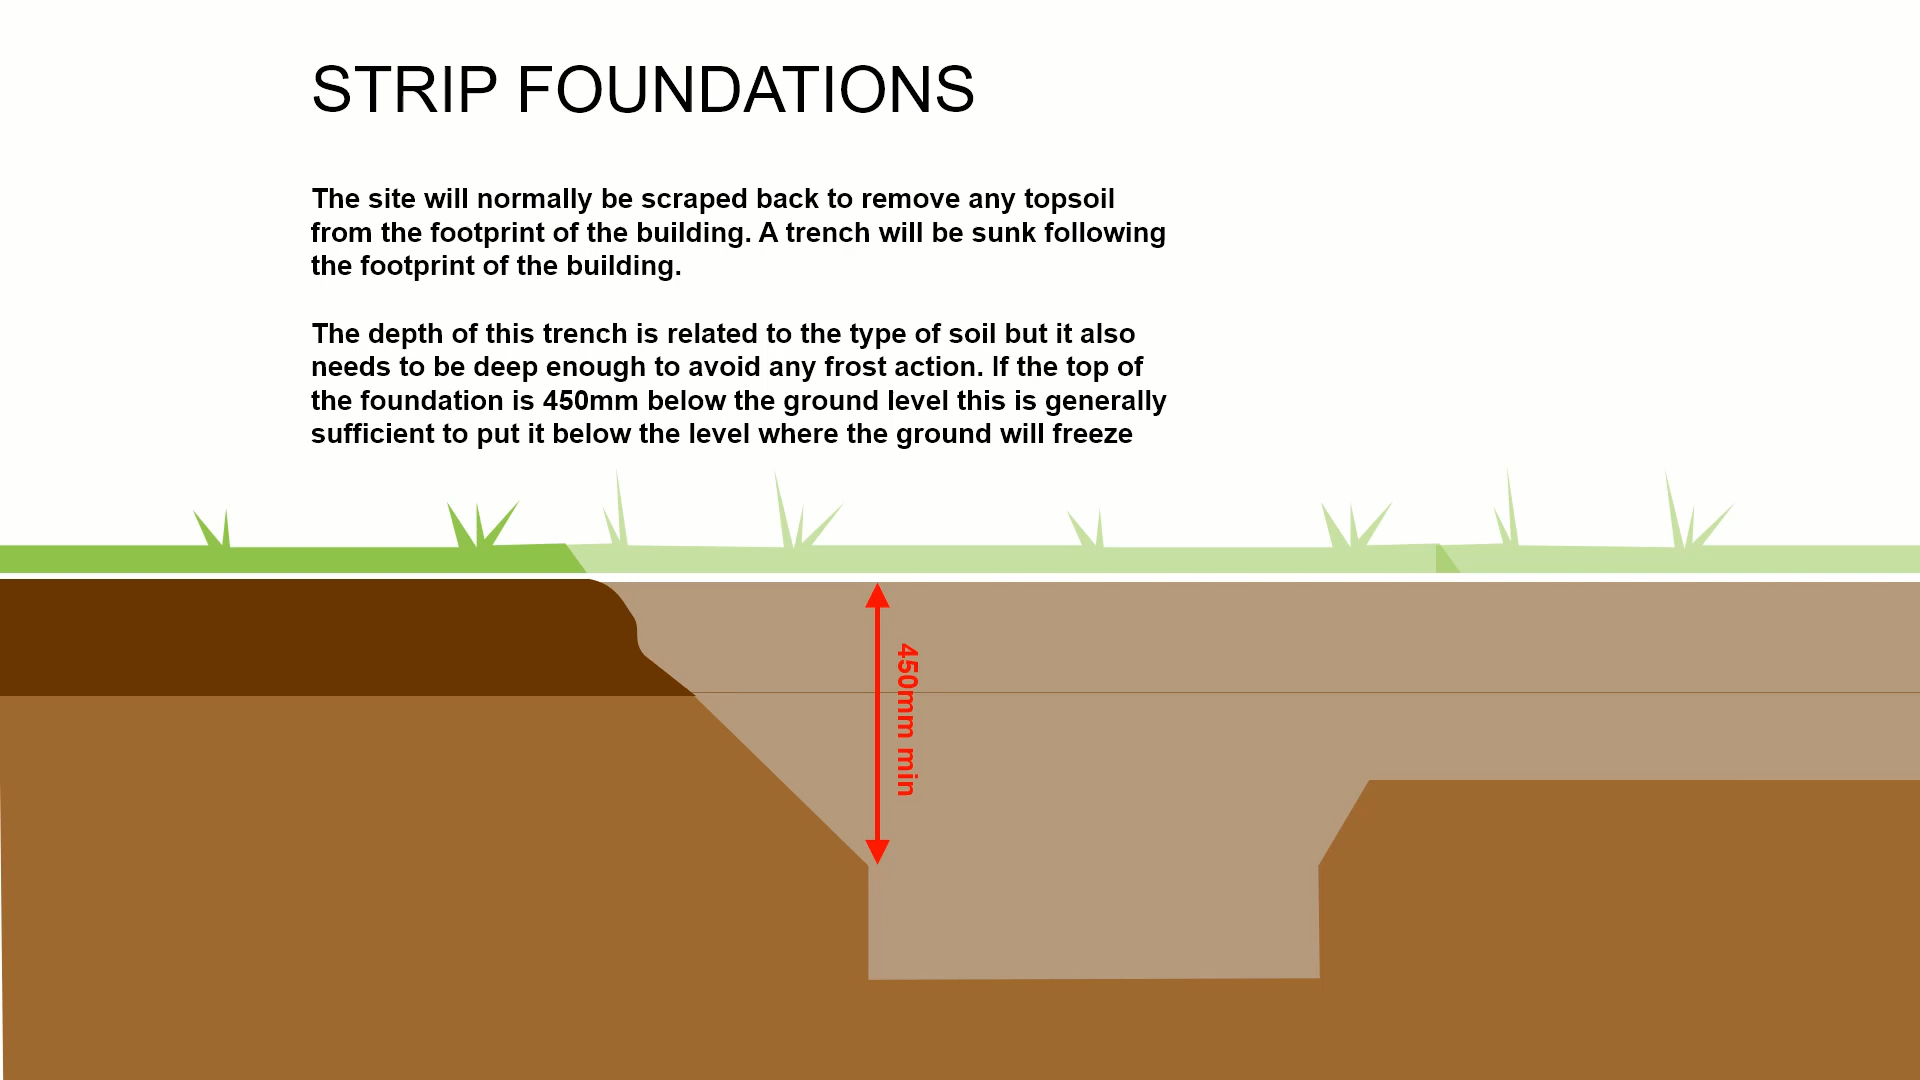 STRIP FOUNDATIONS
The site will normally be scraped back to remove any topsoil
from the footprint of the building. A trench will be sunk following
the footprint of the building.
The depth of this trench is related to the type of soil but it also
needs to be deep enough to avoid any frost action. If the top of
the foundation is 450mm below the ground level this is generally
sufficient to put it below the level where the ground will freeze
450mm min